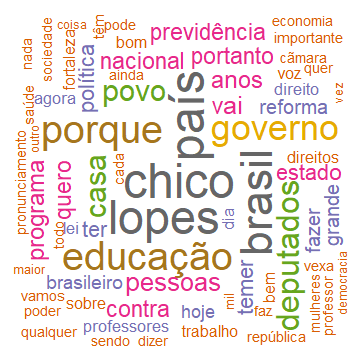 coisa
têm
pode
economia
sociedade
bom
previdência
importante
nada
fortaleza
política
nacional
portanto
câmara
ainda
anos
voz
quer
agora
povo
país
vai
direito
vez
saúde
reforma
outro
porque
governo
pronunciamento
casa
cada
chico
brasil
direitos
programa
quero
lopes
dia
deputados
estado
todo
lei
ter
fazer
grande
democracia
educação
temer
maior
brasileiro
pessoas
vexa
bem
mulheres
professor
vamos
sobre
contra
hoje
mil
faz
poder
professores
república
qualquer
sendo
dizer
trabalho